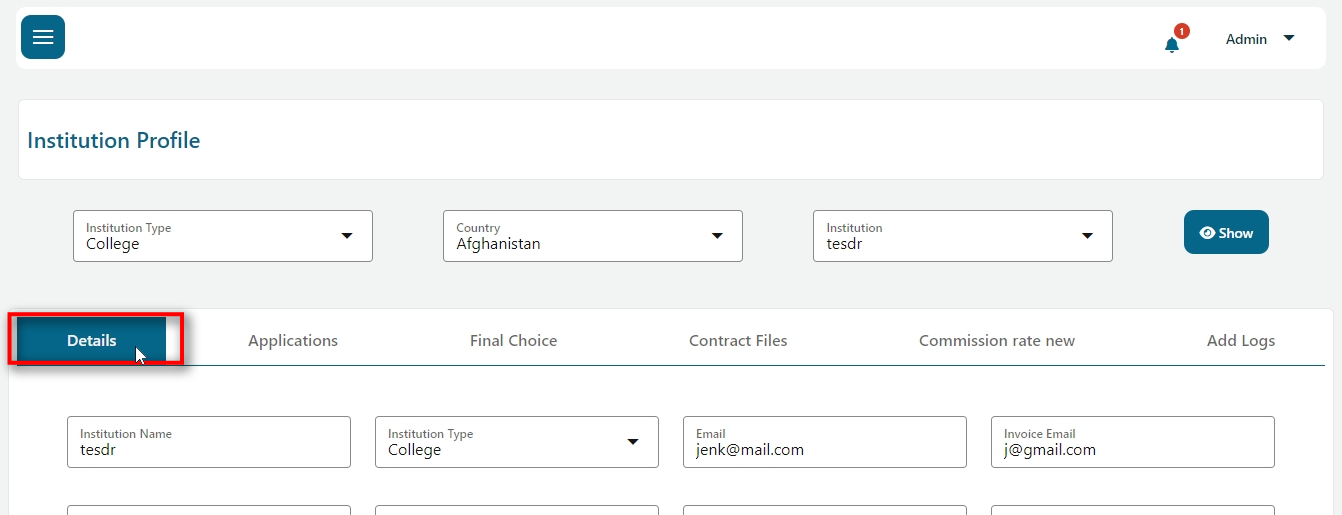 1
Admin
Institution Profile
Institution Type
College
Country
Afghanistan
Institution
tesdr
Show
Details
Applications
Final Choice
Contract Files
Commission rate new
Add Logs
Institution Name
tesdr
Institution Type
College
Email
jenk@mail.com
Invoice Email
j@gmail.com